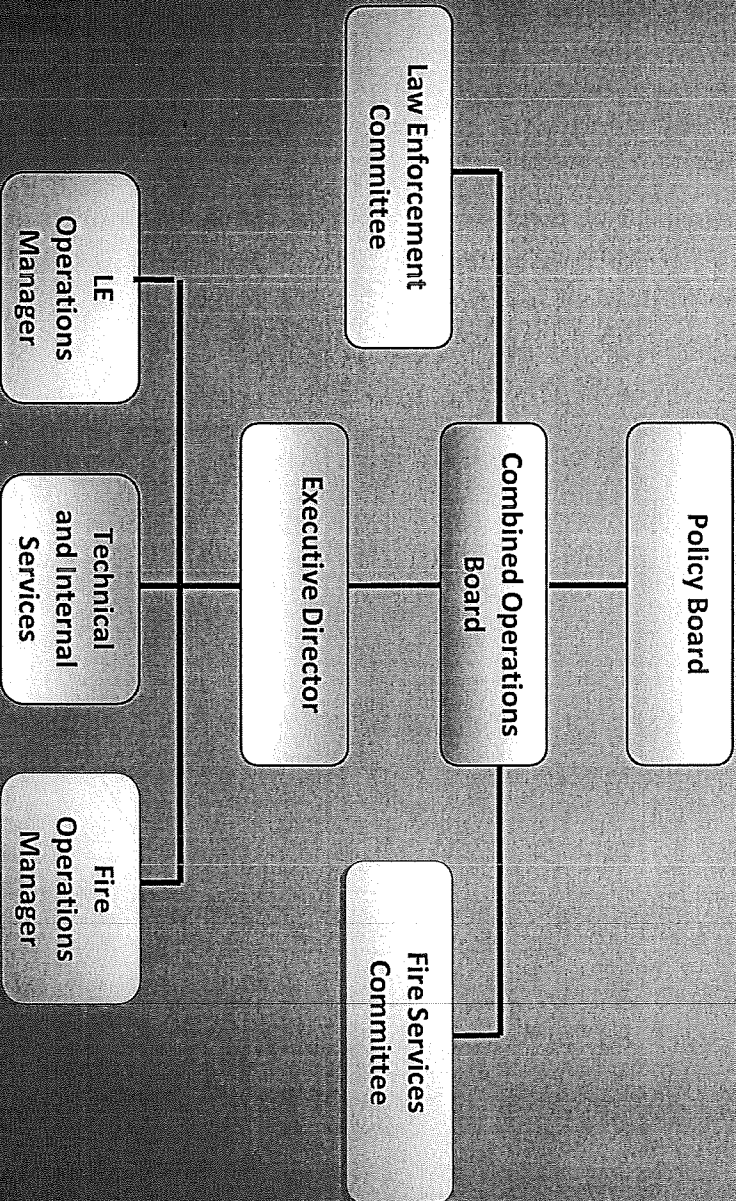 Policy Board
Combined Operations
Board
Law Enforcement
Committee
Fire Services
Committee
Executive Director
LE
Operations
Manager
Technical
and Internal
Services
Fire
Operations
Manager